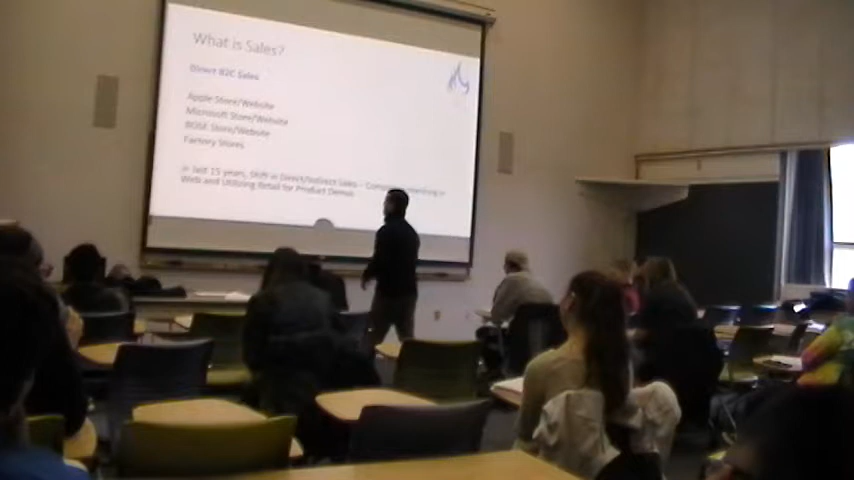 What is Sales?
Direct B2C Sales
Apple Store/Website
Microsoft Store/Website
BOSE Store/Website
Factory Stores
In last 15 years, Shift in Direct/Indirect Sales - in
Web and Utilizing Retail for Product Demos